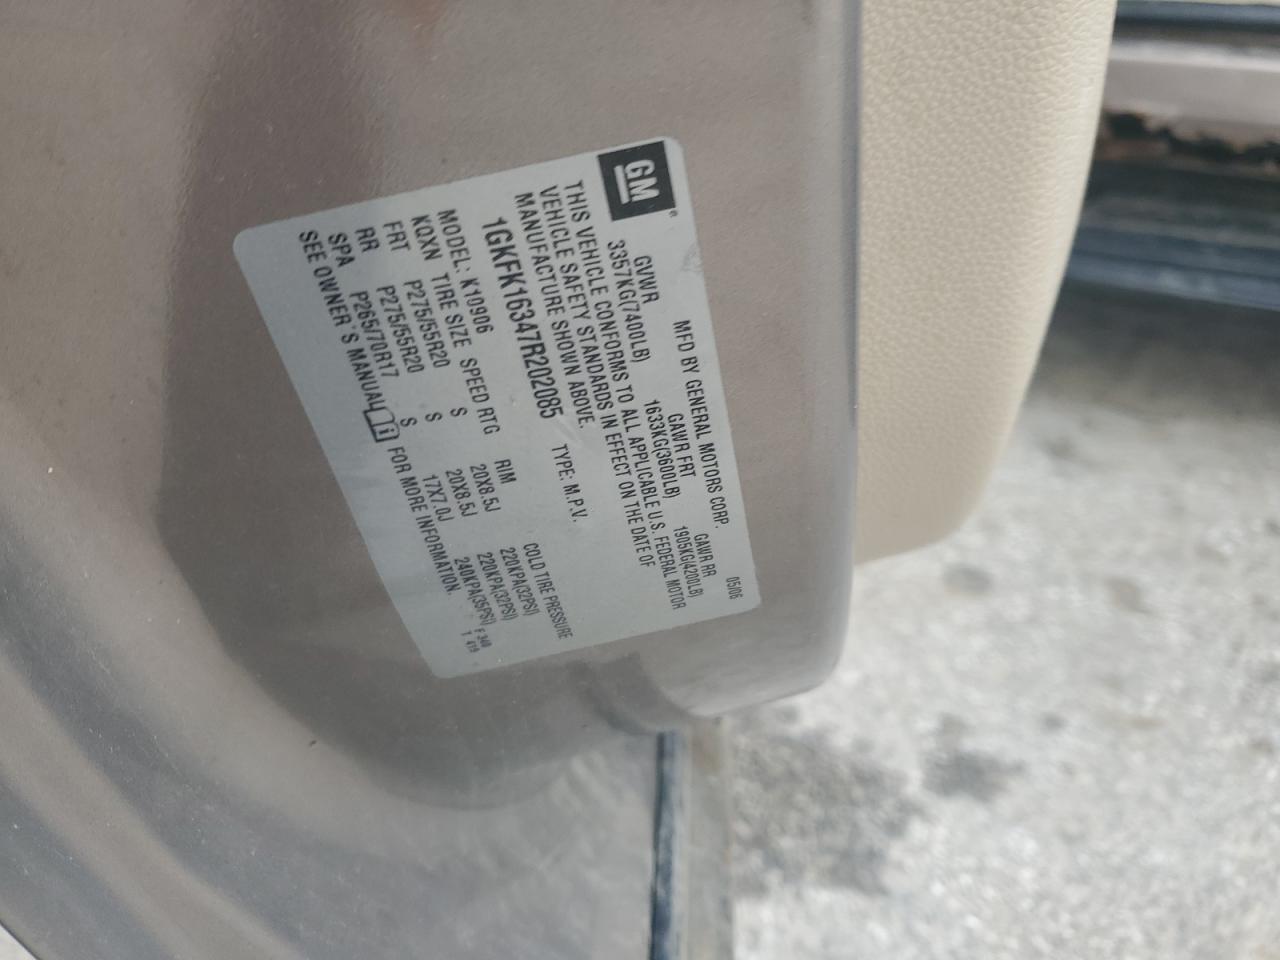 GM
MFD BY GENERAL MOTORS CORP. 05/06
GVWR GAWR FRT GAWR RR
3357KG(7400LB) 1633KG(3600LB) 1905KG(4200LB)
THIS VEHICLE CONFORMS TO ALL APPLICABLE U.S. FEDERAL MOTOR
VEHICLE SAFETY STANDARDS IN EFFECT ON THE DATE OF
MANUFACTURE SHOWN ABOVE.
1GKFK16347R202085 TYPE: M.P.V.
MODEL: K10906
KQXN TIRE SIZE SPEED RTG RIM COLD TIRE PRESSURE
FRT P275/55R20 S 20X8.5J 220KPA(32PSI)
RR P275/55R20 S 20X8.5J 220KPA(32PSI)
SPA P265/70R17 S 17X7.0J 240KPA(35PSI)
SEE OWNER'S MANUAL i FOR MORE INFORMATION.
F 340
T 419